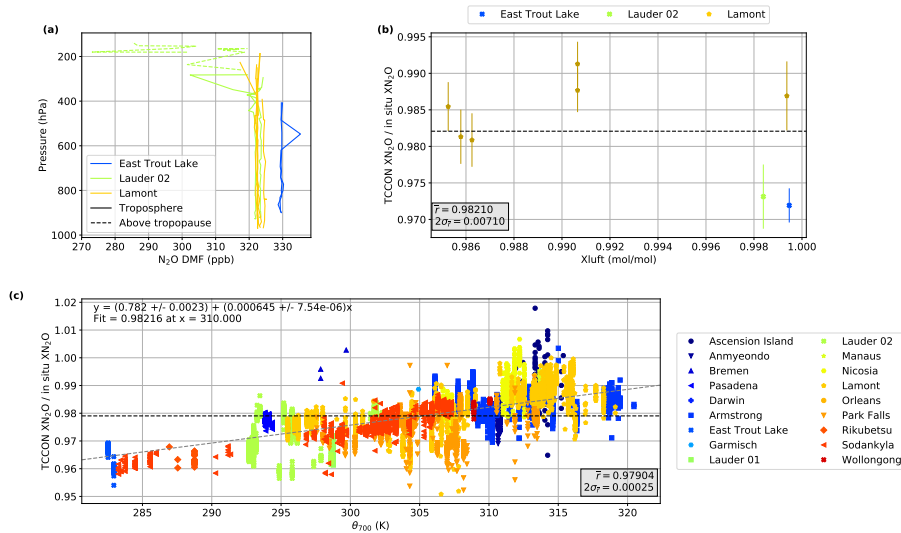 East Trout Lake Lauder 02 Lamont
(a)
200
400
600
800
1000
Pressure (hPa)
270 280 290 300 310 320 330
N₂O DMF (ppb)
East Trout Lake
Lauder 02
Lamont
Troposphere
Above tropopause
(b)
0.995
0.990
0.985
0.980
0.975
0.970
TCCON XN₂O / in situ XN₂O
r̅ = 0.98210
2σr̅ = 0.00710
0.986 0.988 0.990 0.992 0.994 0.996 0.998 1.000
Xluft (mol/mol)
(c)
1.02
1.01
1.00
0.99
0.98
0.97
0.96
0.95
TCCON XN₂O / in situ XN₂O
y = (0.782 +/- 0.0023) + (0.000645 +/- 7.54e-06)x
Fit = 0.98216 at x = 310.000
r̅ = 0.97904
2σr̅ = 0.00025
285 290 295 300 305 310 315 320
θ₇₀₀ (K)
Ascension Island
Anmyeondo
Bremen
Pasadena
Darwin
Armstrong
East Trout Lake
Garmisch
Lauder 01
Lauder 02
Manaus
Nicosia
Lamont
Orleans
Park Falls
Rikubetsu
Sodankyla
Wollongong